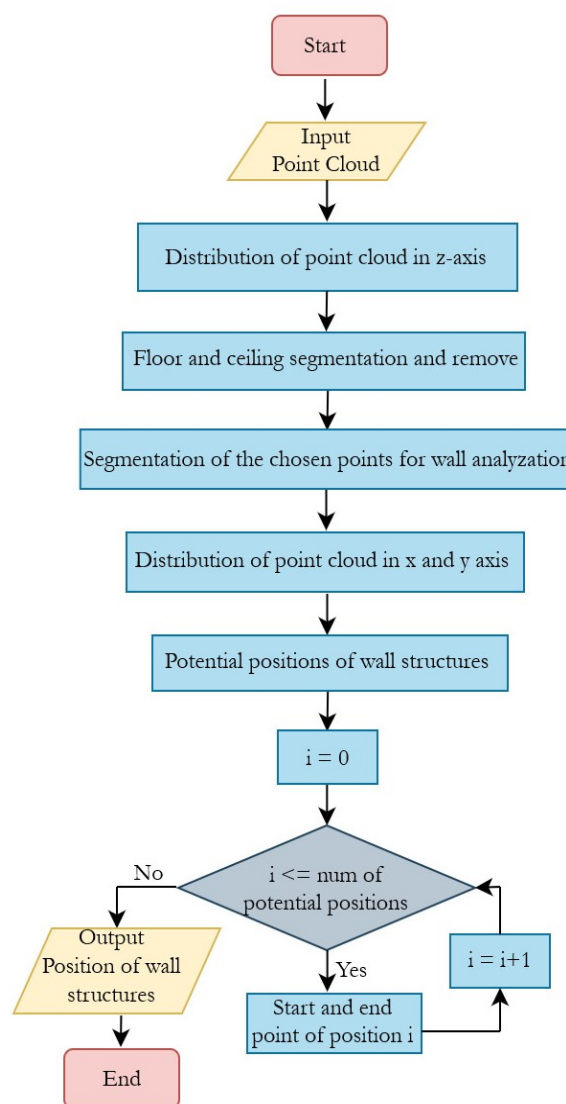 Start
Input
Point Cloud
Distribution of point cloud in z-axis
Floor and ceiling segmentation and remove
Segmentation of the chosen points for wall analyzation
Distribution of point cloud in x and y axis
Potential positions of wall structures
i = 0
i <= num of
potential positions
No
Yes
Output
Position of wall
structures
Start and end
point of position i
i = i+1
End